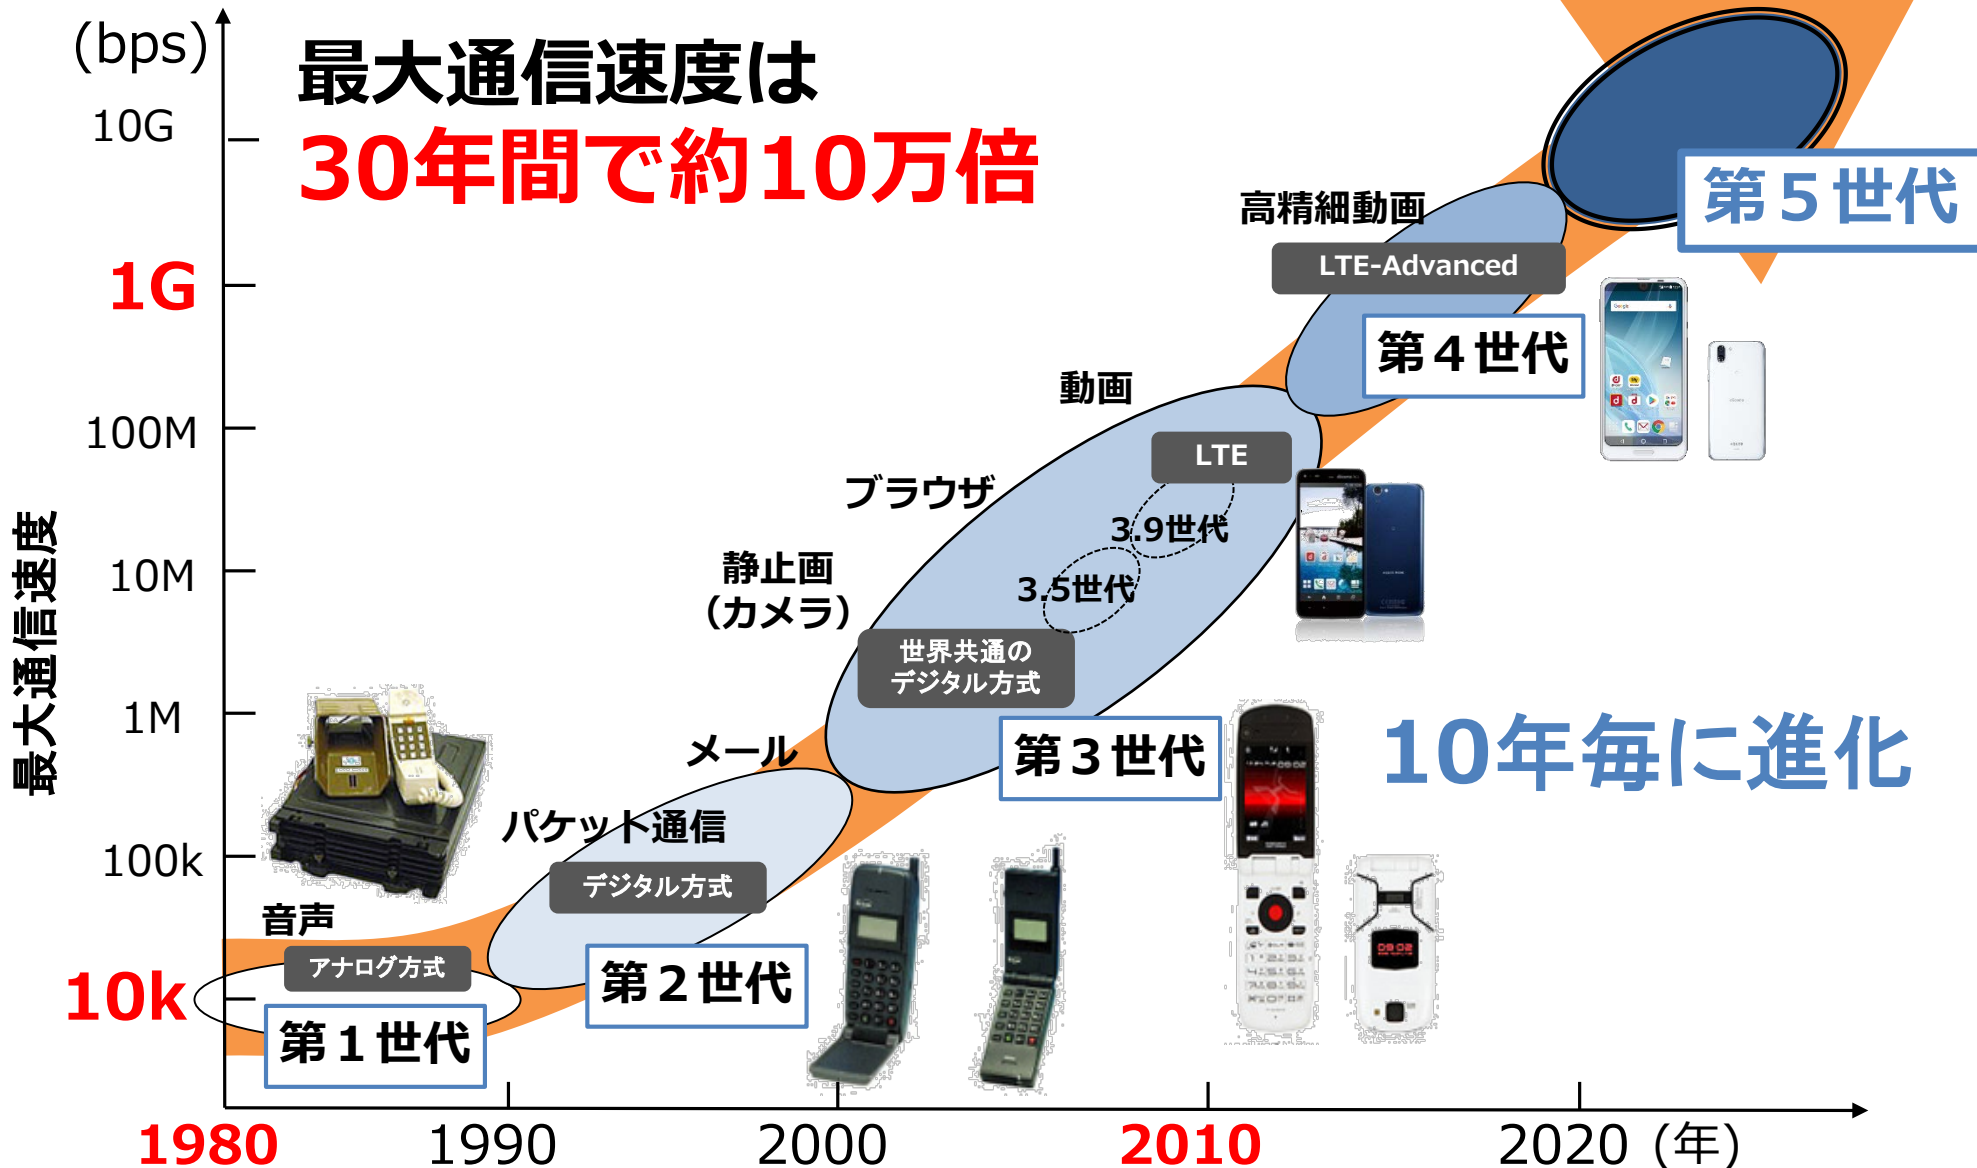 (bps)
最大通信速度は
30年間で約10万倍
10G
1G
100M
10M
1M
100k
10k
最大通信速度
第５世代
高精細動画
LTE-Advanced
第４世代
動画
LTE
ブラウザ
3.9世代
静止画
（カメラ）
3.5世代
世界共通の
デジタル方式
第３世代
10年毎に進化
メール
パケット通信
デジタル方式
第２世代
音声
アナログ方式
第１世代
09:02
1980
1990
2000
2010
2020
(年)